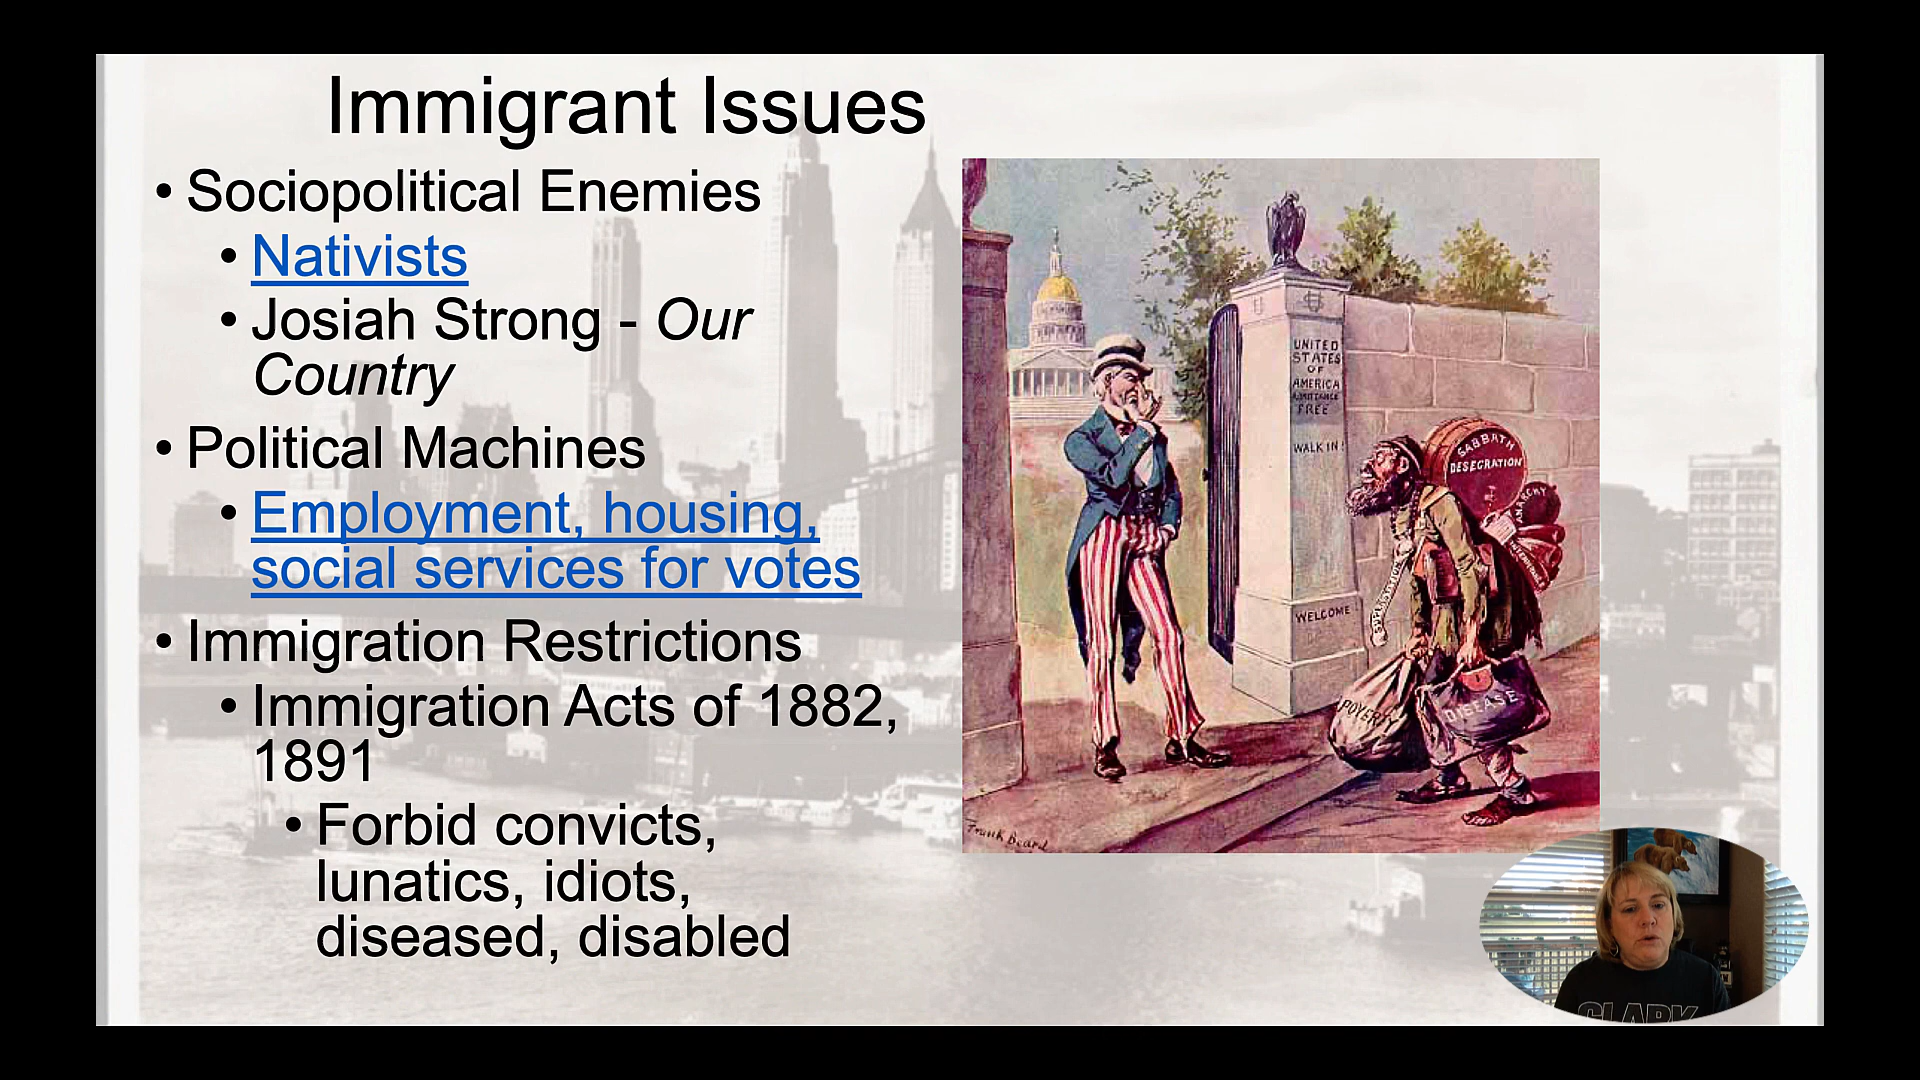 Immigrant Issues
• Sociopolitical Enemies
• Nativists
• Josiah Strong - Our
Country
• Political Machines
• Employment, housing,
social services for votes
• Immigration Restrictions
• Immigration Acts of 1882,
1891
• Forbid convicts,
lunatics, idiots,
diseased, disabled
UNITED
STATES
OF
AMERICA
ADMITTANCE
FREE
WALK IN!
WELCOME
SABBATH
DESECRATION
ANARCHY
SUPERSTITION
POVERTY
DISEASE
Frank Beard
CLARK